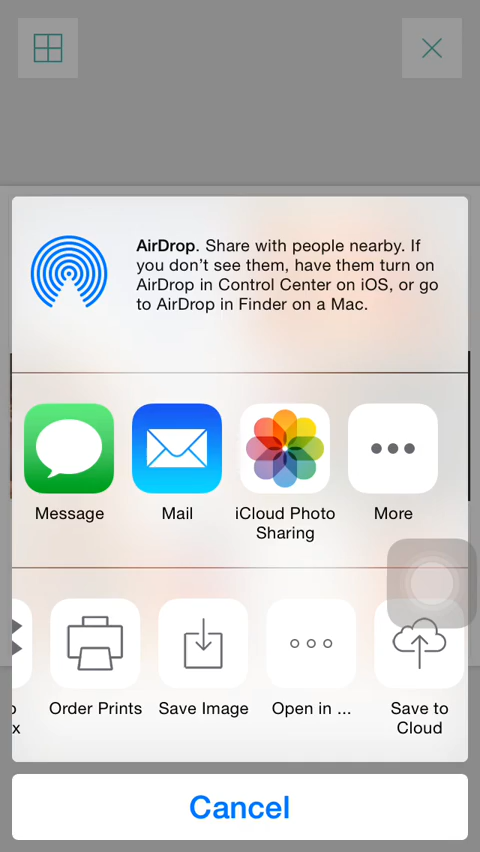 AirDrop. Share with people nearby. If
you don’t see them, have them turn on
AirDrop in Control Center on iOS, or go
to AirDrop in Finder on a Mac.
Message
Mail
iCloud Photo
Sharing
More
Order Prints
Save Image
Open in ...
Save to
Cloud
Cancel